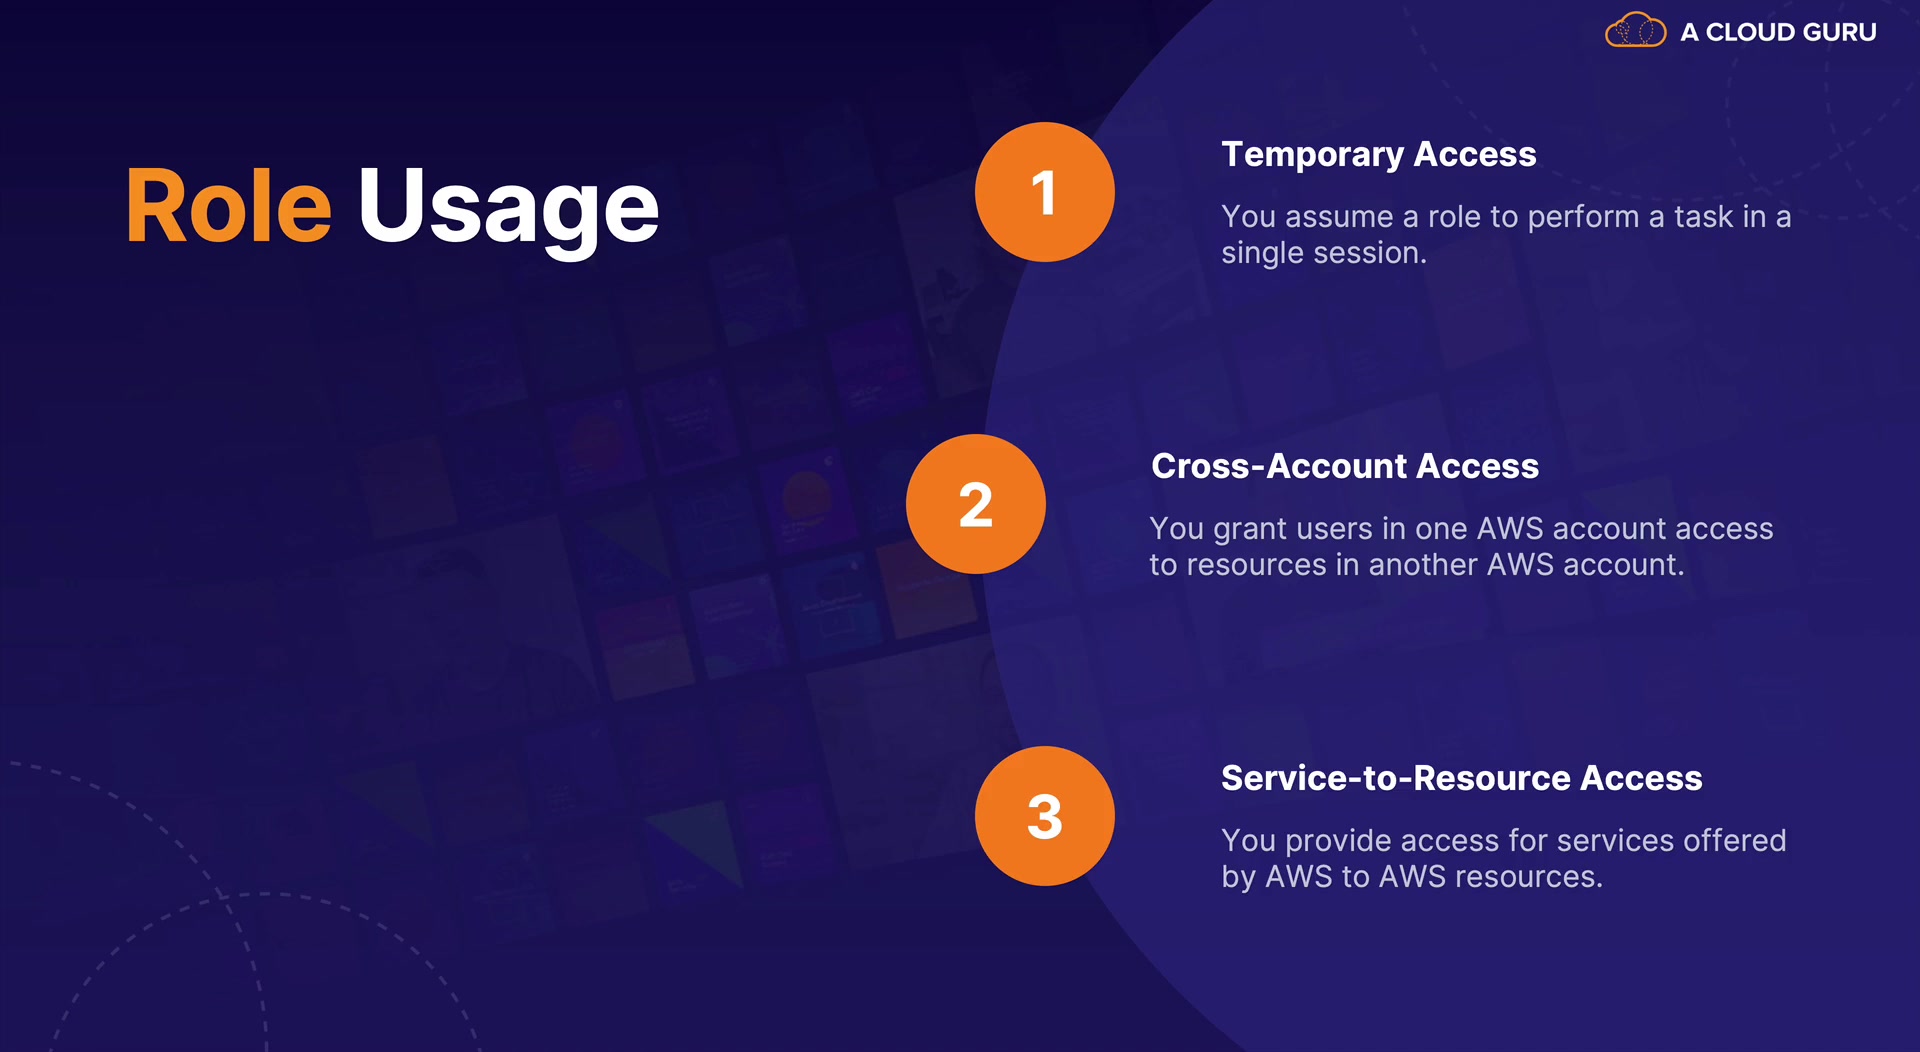 A CLOUD GURU
Role Usage
1
Temporary Access
You assume a role to perform a task in a
single session.
2
Cross-Account Access
You grant users in one AWS account access
to resources in another AWS account.
3
Service-to-Resource Access
You provide access for services offered
by AWS to AWS resources.